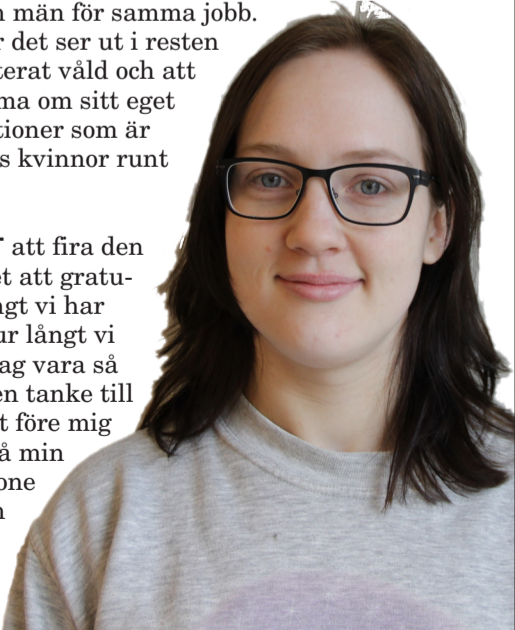 n män för samma jobb.
r det ser ut i resten
terat våld och att
ma om sitt eget
tioner som är
s kvinnor runt
att fira den
et att gratu-
ngt vi har
ur långt vi
ag vara så
en tanke till
t före mig
å min
one
n